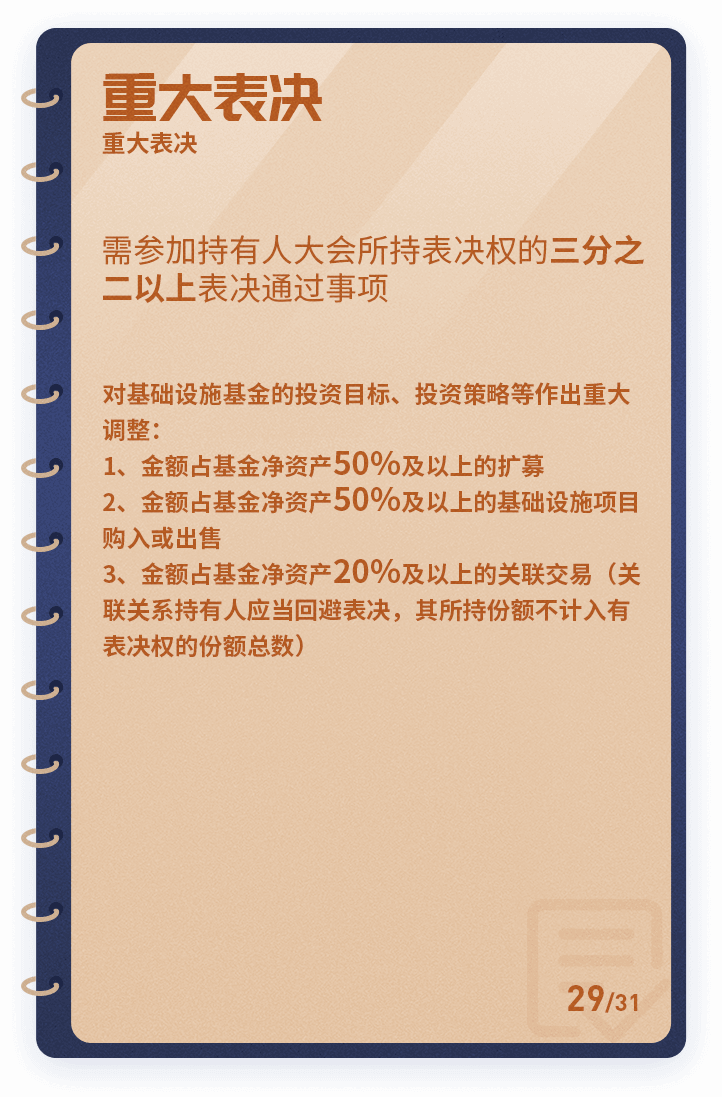 重大表决
重大表决
需参加持有人大会所持表决权的三分之
二以上表决通过事项
对基础设施基金的投资目标、投资策略等作出重大
调整：
1、金额占基金净资产50%及以上的扩募
2、金额占基金净资产50%及以上的基础设施项目
购入或出售
3、金额占基金净资产20%及以上的关联交易（关
联关系持有人应当回避表决，其所持份额不计入有
表决权的份额总数）
29/31